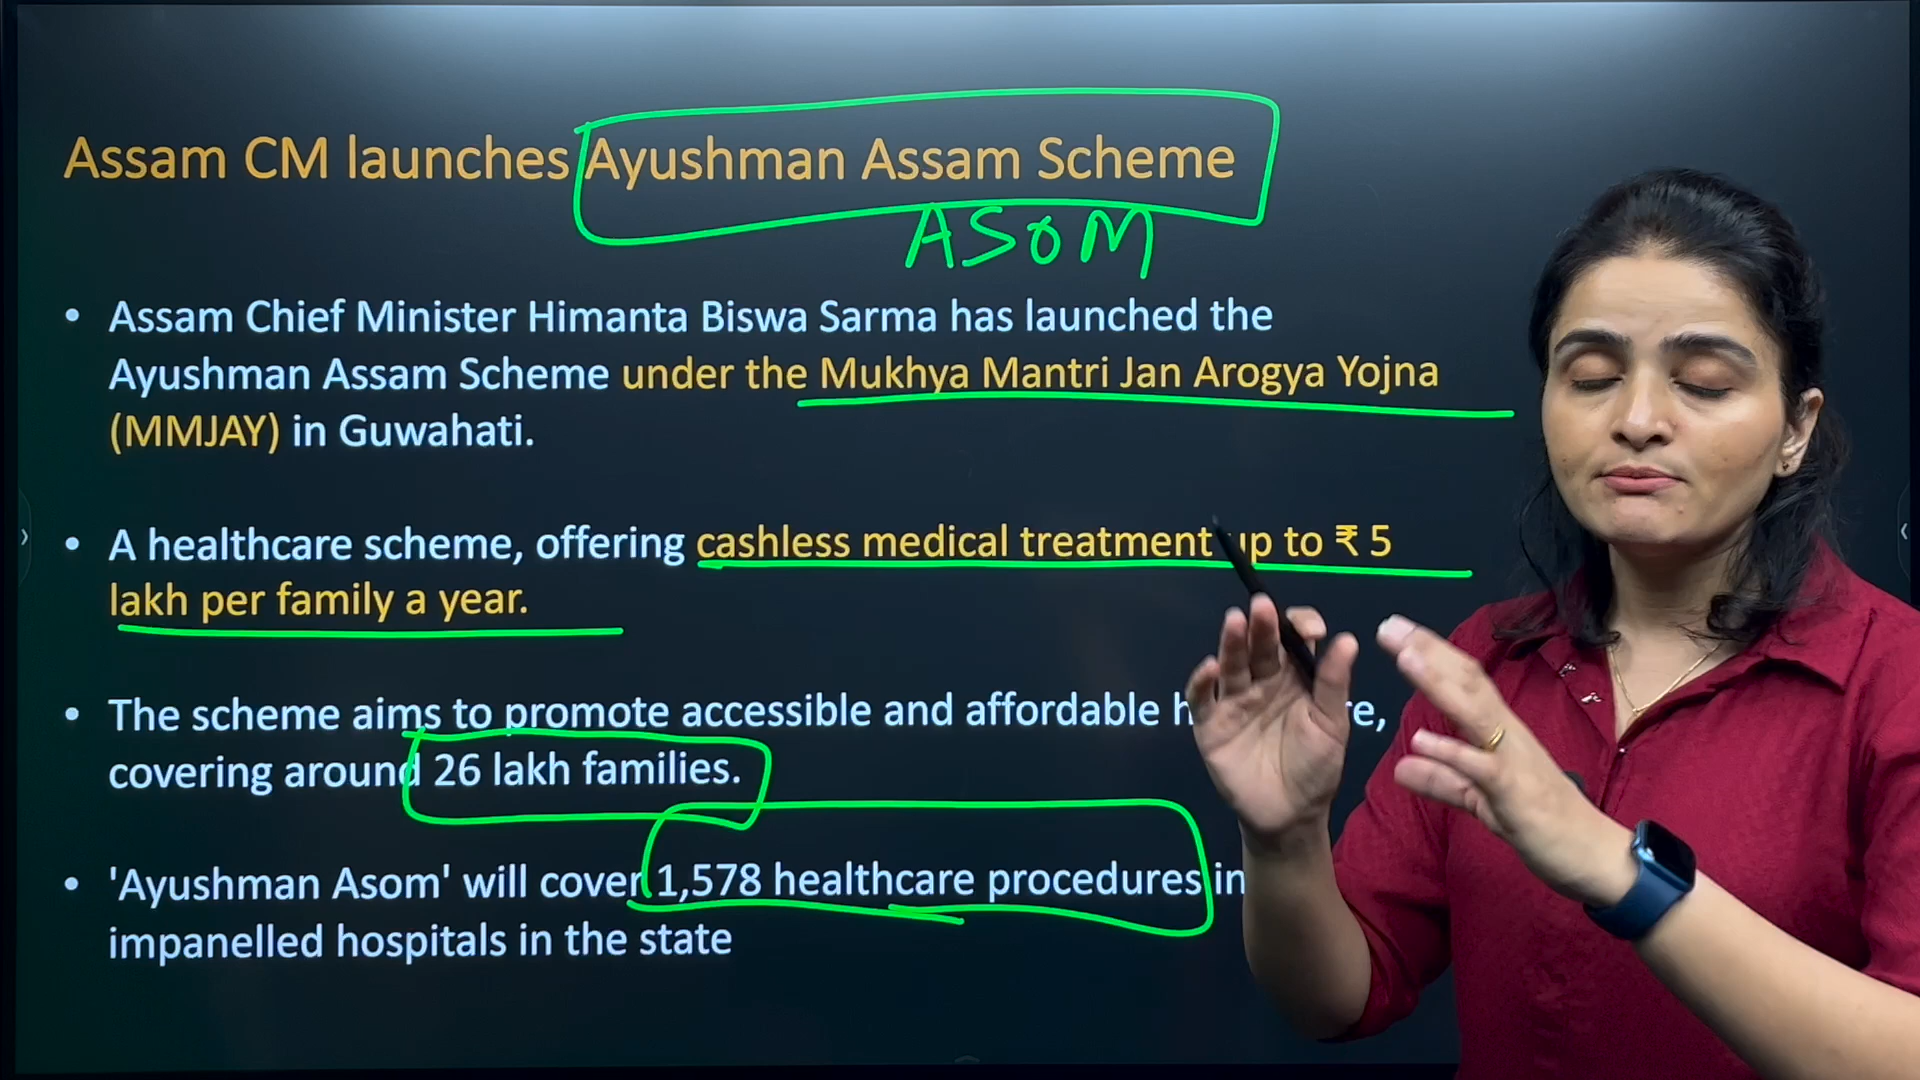 Assam CM launches Ayushman Assam Scheme
ASOM
• Assam Chief Minister Himanta Biswa Sarma has launched the
Ayushman Assam Scheme under the Mukhya Mantri Jan Arogya Yojna
(MMJAY) in Guwahati.
• A healthcare scheme, offering cashless medical treatment up to ₹ 5
lakh per family a year.
• The scheme aims to promote accessible and affordable
covering around 26 lakh families.
• 'Ayushman Asom' will cover 1,578 healthcare procedures in
impanelled hospitals in the state